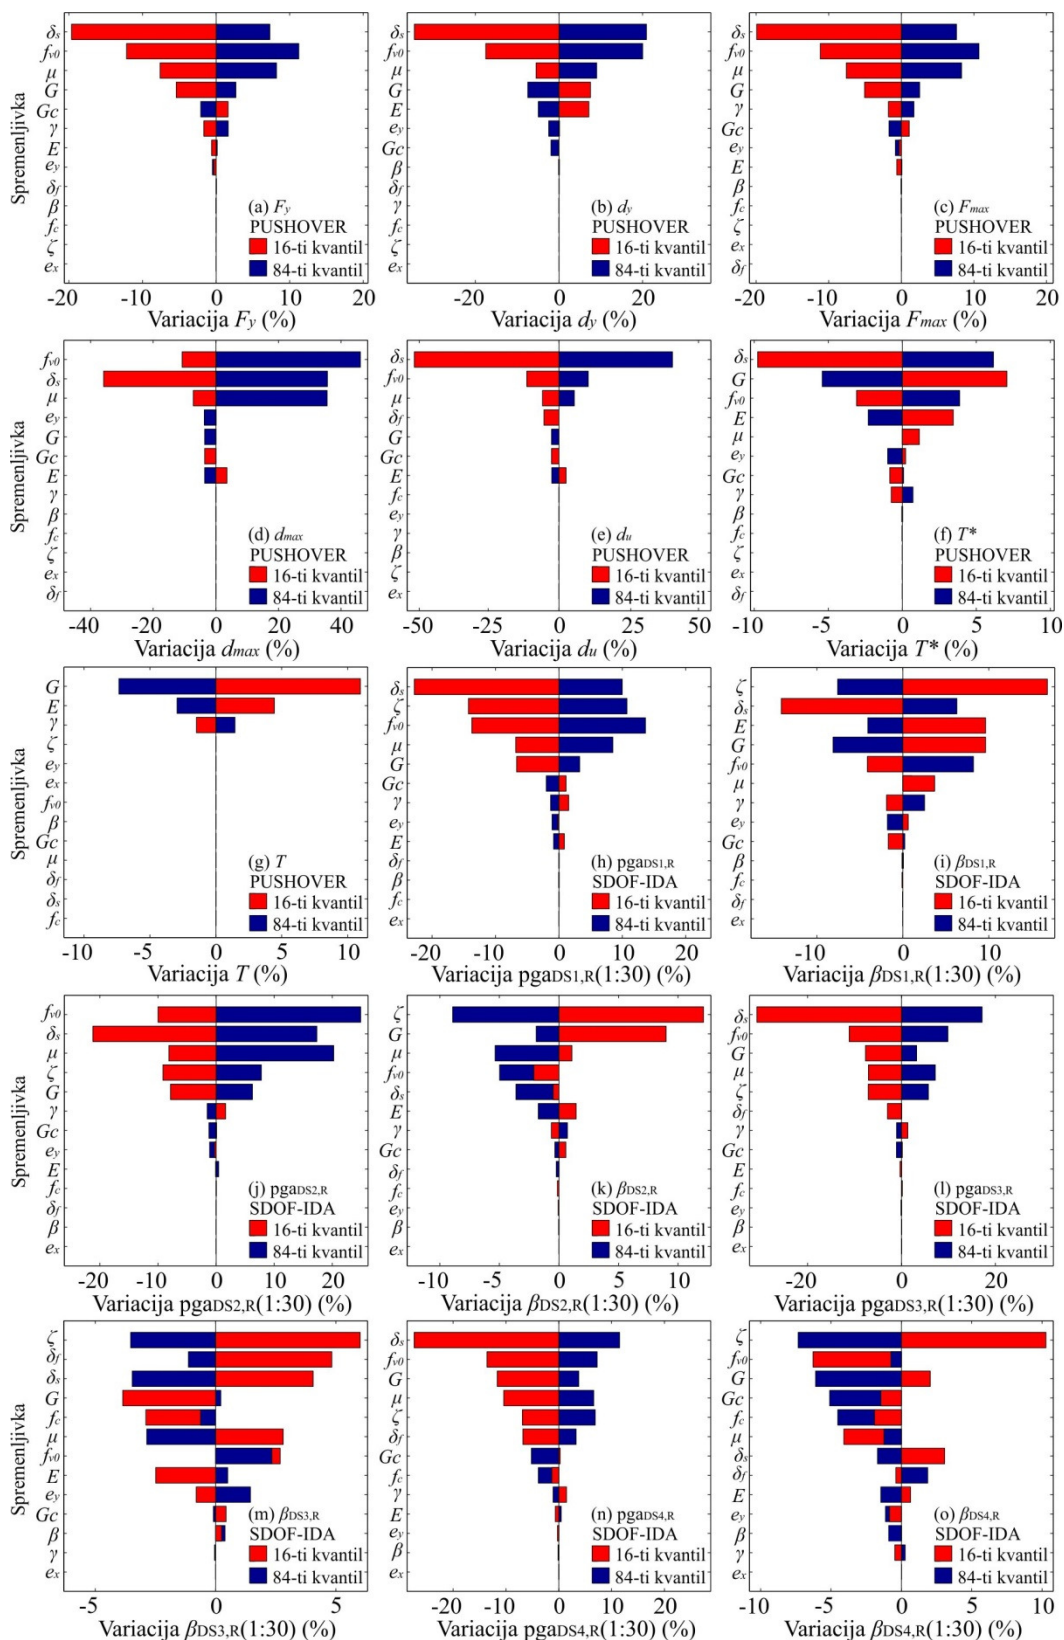 Spremenljivka
δs
fv0
μ
G
Gc
γ
E
ey
δf
β
fc
ζ
ex
(a) Fy
PUSHOVER
16-ti kvantil
84-ti kvantil
-20 -10 0 10 20
Variacija Fy (%)
δs
fv0
μ
G
E
ey
Gc
β
δf
γ
fc
ζ
ex
(b) dy
PUSHOVER
16-ti kvantil
84-ti kvantil
-20 0 20
Variacija dy (%)
δs
fv0
μ
G
γ
Gc
ey
E
β
fc
ζ
ex
δf
(c) Fmax
PUSHOVER
16-ti kvantil
84-ti kvantil
-20 -10 0 10 20
Variacija Fmax (%)
Spremenljivka
fv0
δs
μ
ey
G
Gc
E
γ
β
fc
ζ
ex
δf
(d) dmax
PUSHOVER
16-ti kvantil
84-ti kvantil
-40 -20 0 20 40
Variacija dmax (%)
δs
fv0
μ
δf
G
Gc
E
fc
ey
γ
β
ζ
ex
(e) du
PUSHOVER
16-ti kvantil
84-ti kvantil
-50 -25 0 25 50
Variacija du (%)
δs
G
fv0
E
μ
ey
Gc
γ
β
fc
ζ
ex
δf
(f) T*
PUSHOVER
16-ti kvantil
84-ti kvantil
-10 -5 0 5 10
Variacija T* (%)
Spremenljivka
G
E
γ
ζ
ey
ex
fv0
β
Gc
μ
δf
δs
fc
(g) T
PUSHOVER
16-ti kvantil
84-ti kvantil
-10 -5 0 5 10
Variacija T (%)
δs
ζ
fv0
μ
G
Gc
γ
ey
E
δf
β
fc
ex
(h) pgaDS1,R
SDOF-IDA
16-ti kvantil
84-ti kvantil
-20 -10 0 10 20
Variacija pgaDS1,R(1:30) (%)
ζ
δs
E
G
fv0
μ
γ
ey
Gc
β
fc
δf
ex
(i) βDS1,R
SDOF-IDA
16-ti kvantil
84-ti kvantil
-10 0 10
Variacija βDS1,R(1:30) (%)
Spremenljivka
fv0
δs
μ
ζ
G
γ
Gc
ey
E
fc
δf
β
ex
(j) pgaDS2,R
SDOF-IDA
16-ti kvantil
84-ti kvantil
-20 -10 0 10 20
Variacija pgaDS2,R(1:30) (%)
ζ
G
μ
fv0
δs
E
γ
Gc
δf
fc
ey
β
ex
(k) βDS2,R
SDOF-IDA
16-ti kvantil
84-ti kvantil
-10 -5 0 5 10
Variacija βDS2,R(1:30) (%)
δs
fv0
G
μ
ζ
δf
γ
Gc
E
fc
ey
β
ex
(l) pgaDS3,R
SDOF-IDA
16-ti kvantil
84-ti kvantil
-20 0 20
Variacija pgaDS3,R(1:30) (%)
Spremenljivka
ζ
δf
δs
G
fc
μ
fv0
E
ey
Gc
β
γ
ex
(m) βDS3,R
SDOF-IDA
16-ti kvantil
84-ti kvantil
-5 0 5
Variacija βDS3,R(1:30) (%)
δs
fv0
G
μ
ζ
δf
Gc
fc
γ
E
ey
β
ex
(n) pgaDS4,R
SDOF-IDA
16-ti kvantil
84-ti kvantil
-20 -10 0 10 20
Variacija pgaDS4,R(1:30) (%)
ζ
fv0
G
Gc
fc
μ
δs
δf
E
ey
β
γ
ex
(o) βDS4,R
SDOF-IDA
16-ti kvantil
84-ti kvantil
-10 -5 0 5 10
Variacija βDS4,R(1:30) (%)